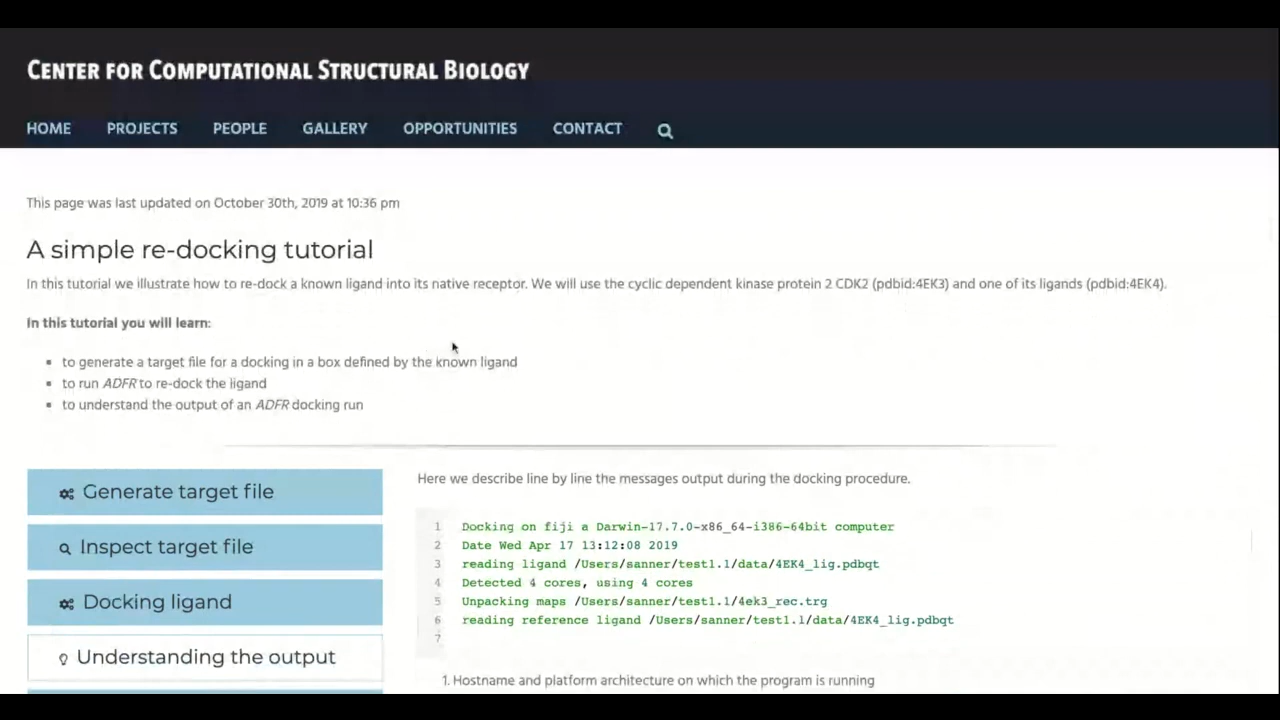 CENTER FOR COMPUTATIONAL STRUCTURAL BIOLOGY
HOME PROJECTS PEOPLE GALLERY OPPORTUNITIES CONTACT
This page was last updated on October 30th, 2019 at 10:36 pm
A simple re-docking tutorial
In this tutorial we illustrate how to re-dock a known ligand into its native receptor. We will use the cyclic dependent kinase protein 2 CDK2 (pdbid:4EK3) and one of its ligands (pdbid:4EK4).
In this tutorial you will learn:
▪ to generate a target file for a docking in a box defined by the known ligand
▪ to run ADFR to re-dock the ligand
▪ to understand the output of an ADFR docking run
Generate target file
Inspect target file
Docking ligand
Understanding the output
Here we describe line by line the messages output during the docking procedure.
1 Docking on fiji a Darwin-17.7.0-x86_64-i386-64bit computer
2 Date Wed Apr 17 13:12:08 2019
3 reading ligand /Users/sanner/test1.1/data/4EK4_lig.pdbqt
4 Detected 4 cores, using 4 cores
5 Unpacking maps /Users/sanner/test1.1/4ek3_rec.trg
6 reading reference ligand /Users/sanner/test1.1/data/4EK4_lig.pdbqt
7
1. Hostname and platform architecture on which the program is running